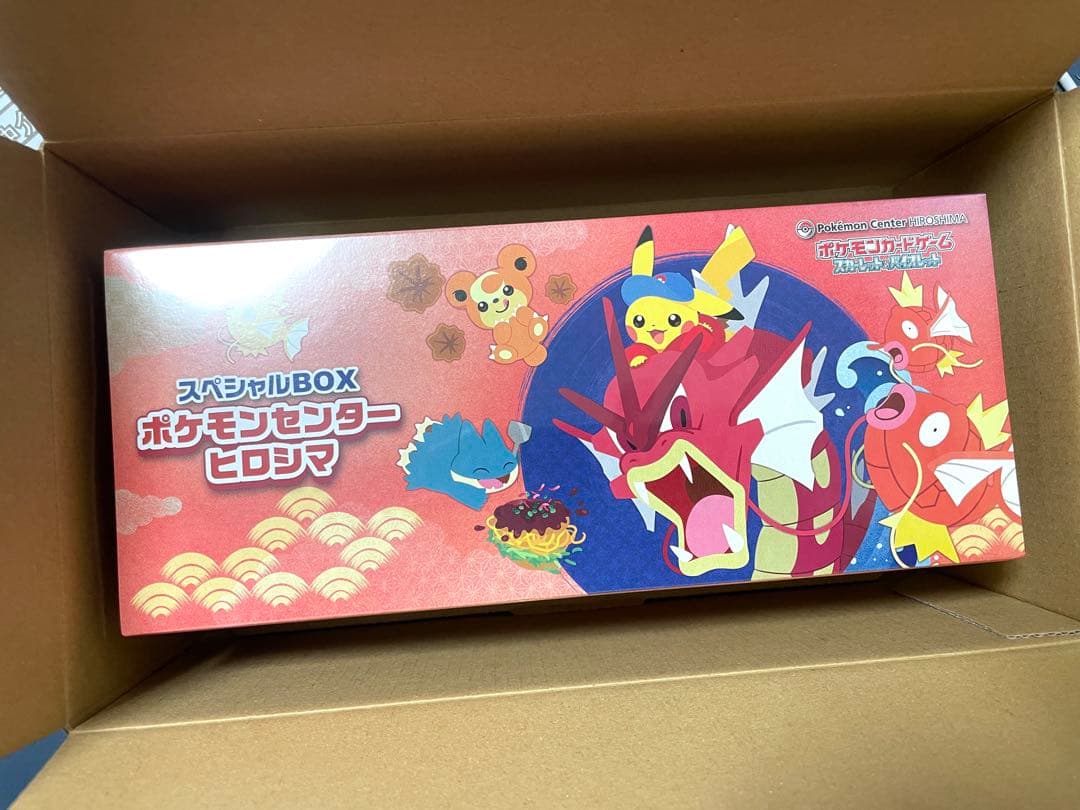 Pokémon Center HIROSHIMA
ポケモンカードゲーム
スカーレット&バイオレット
スペシャルBOX
ポケモンセンター
ヒロシマ